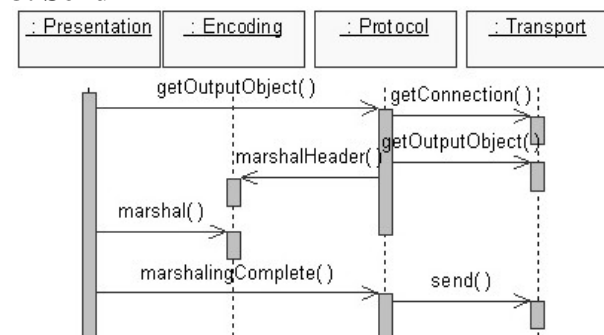 : Presentation
: Encoding
: Protocol
: Transport
getOutputObject( )
getConnection( )
getOutputObject( )
marshalHeader( )
marshal( )
marshalingComplete( )
send( )